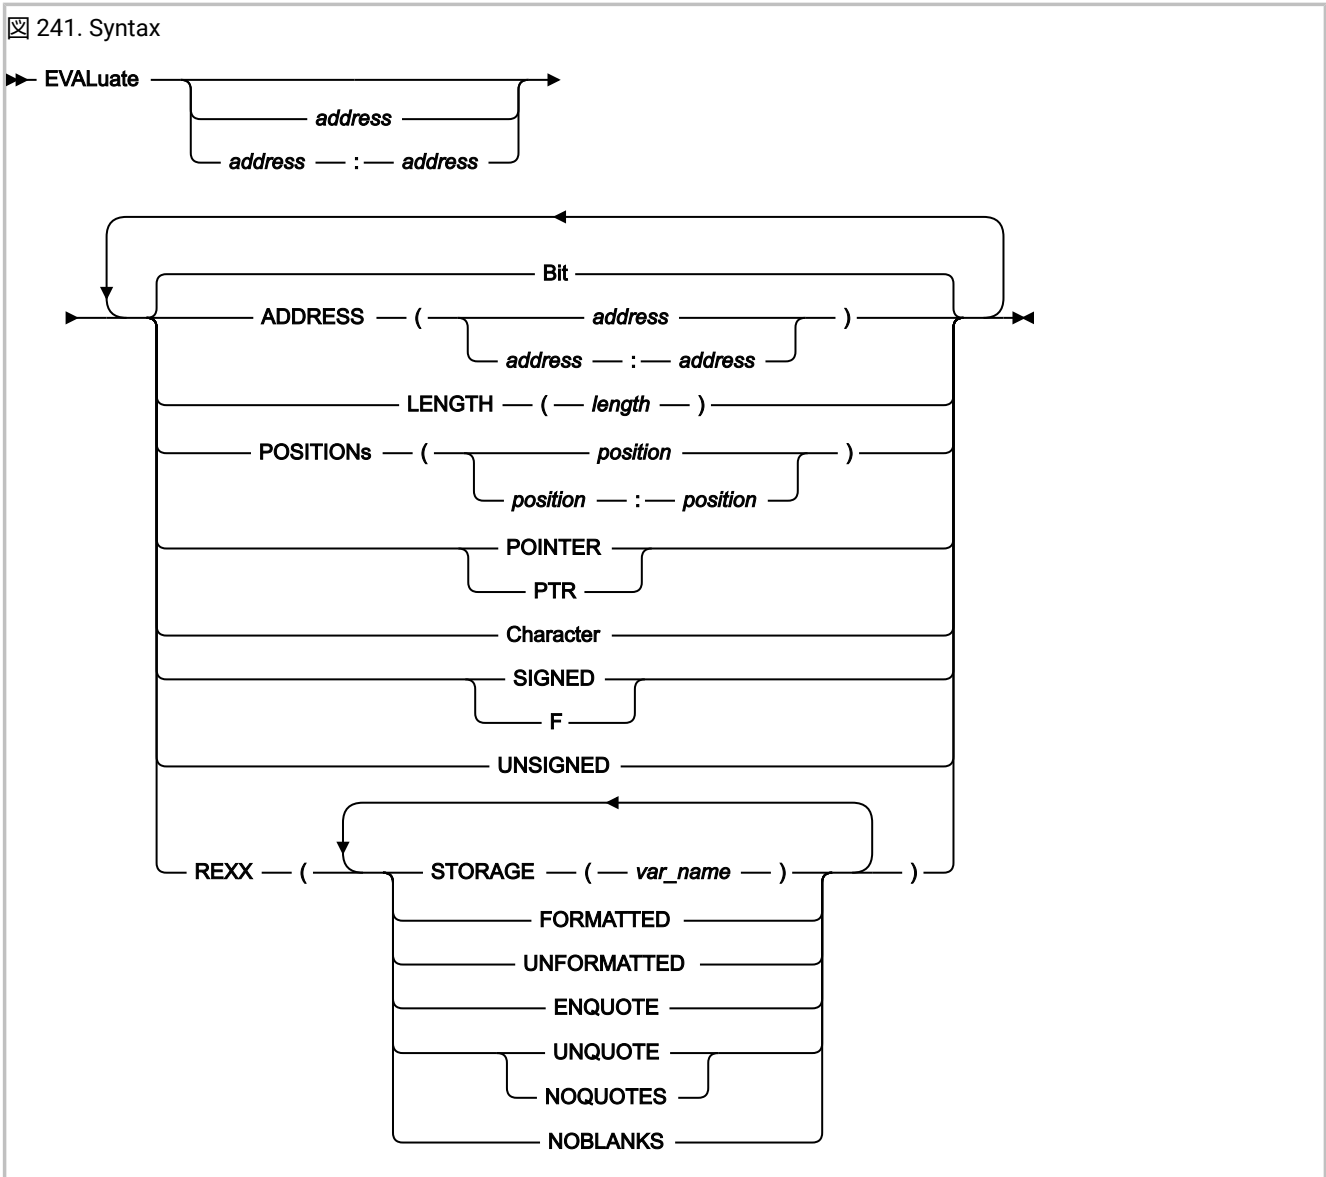 図 241. Syntax
EVALuate
address
address : address
Bit
ADDRESS ( address )
address : address
LENGTH ( length )
POSITIONs ( position )
position : position
POINTER
PTR
Character
SIGNED
F
UNSIGNED
REXX ( STORAGE ( var_name ) )
FORMATTED
UNFORMATTED
ENQUOTE
UNQUOTE
NOQUOTES
NOBLANKS